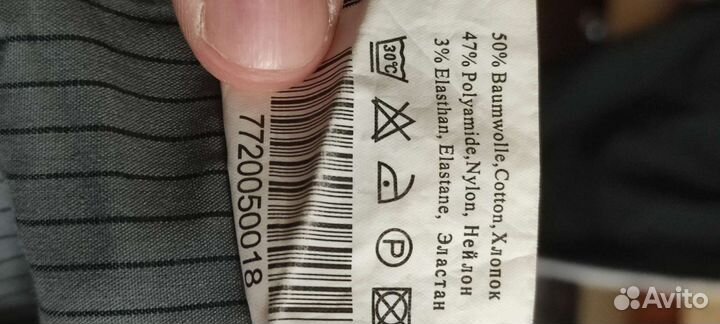 50% Baumwolle,Cotton,Хлопок
47% Polyamide,Nylon, Нейлон
3% Elasthan, Elastane, Эластан
30°C
P
7720050018
Avito